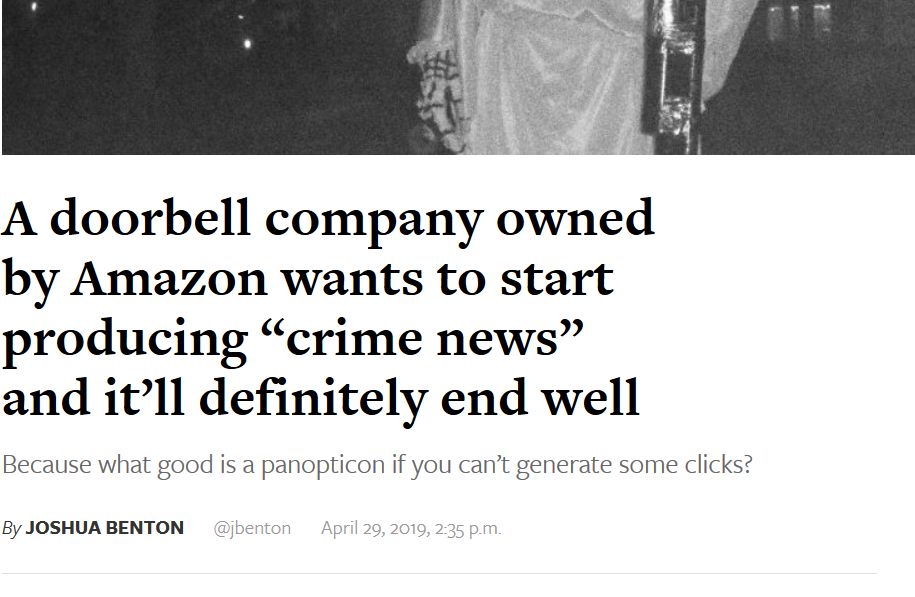 A doorbell company owned
by Amazon wants to start
producing “crime news”
and it’ll definitely end well
Because what good is a panopticon if you can’t generate some clicks?
By JOSHUA BENTON @jbenton April 29, 2019, 2:35 p.m.